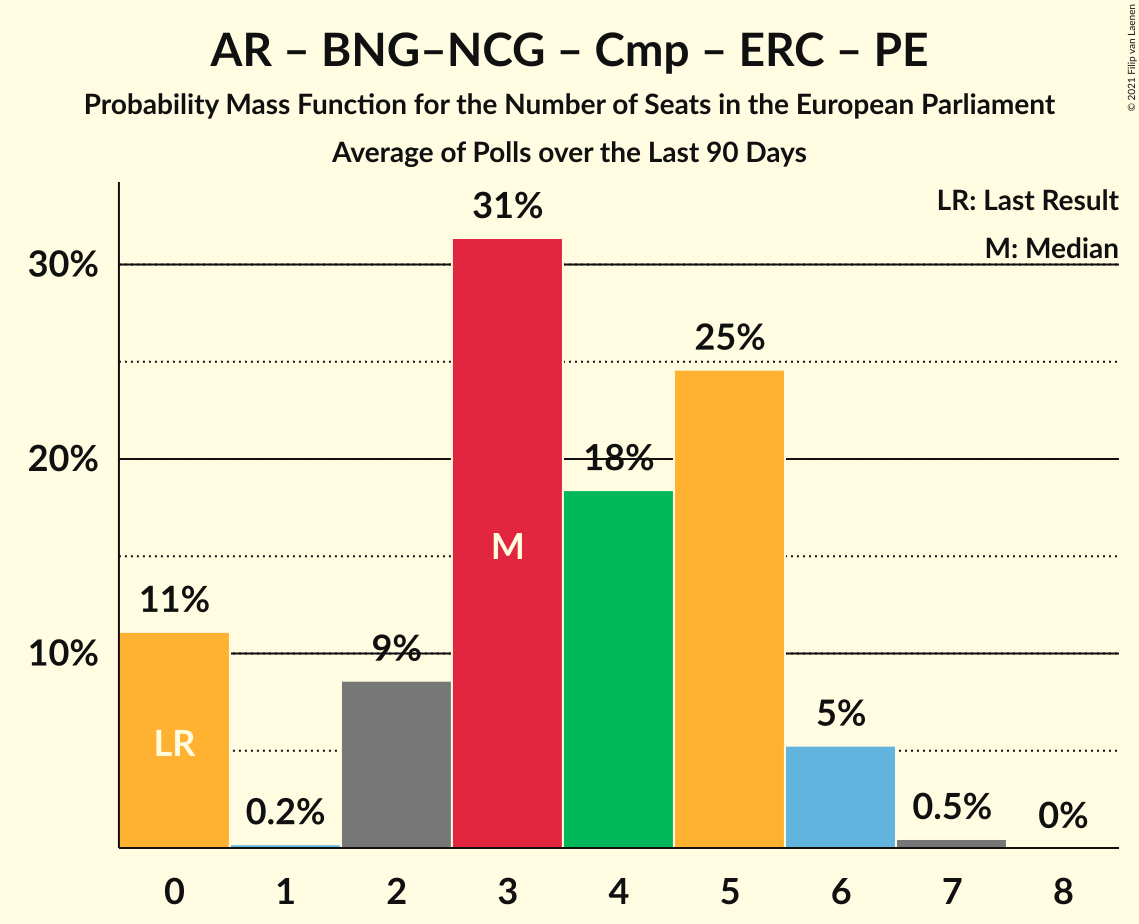 AR – BNG–NCG – Cmp – ERC – PE
Probability Mass Function for the Number of Seats in the European Parliament
Average of Polls over the Last 90 Days
© 2021 Filip van Laenen
LR: Last Result
M: Median
30%
20%
10%
11%
0.2%
9%
31%
18%
25%
5%
0.5%
0%
LR
M
0 1 2 3 4 5 6 7 8